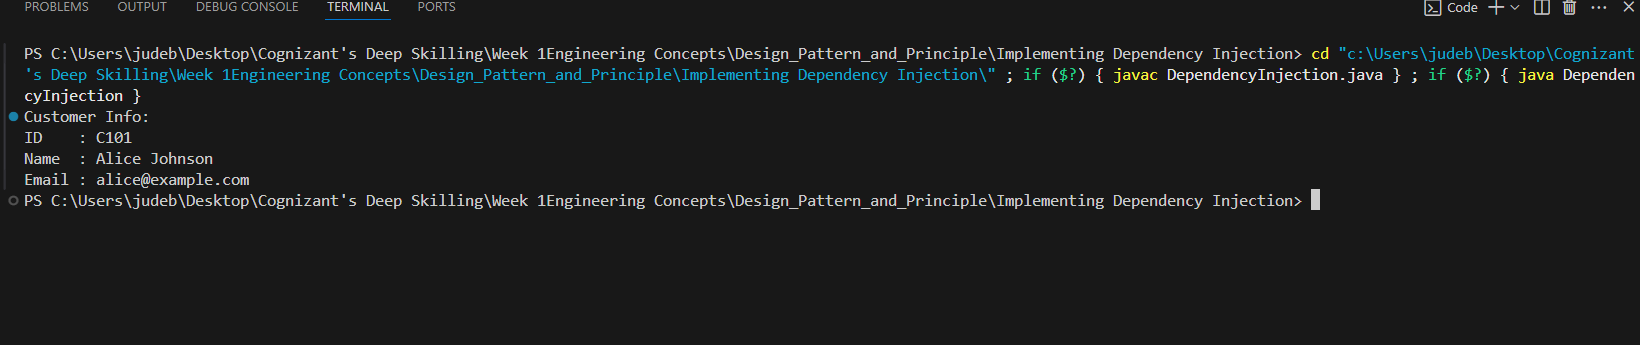 PROBLEMS OUTPUT DEBUG CONSOLE TERMINAL PORTS Code
PS C:\Users\judeb\Desktop\Cognizant's Deep Skilling\Week 1Engineering Concepts\Design_Pattern_and_Principle\Implementing Dependency Injection> cd "c:\Users\judeb\Desktop\Cognizant
's Deep Skilling\Week 1Engineering Concepts\Design_Pattern_and_Principle\Implementing Dependency Injection\" ; if ($?) { javac DependencyInjection.java } ; if ($?) { java Dependen
cyInjection }
Customer Info:
ID    : C101
Name  : Alice Johnson
Email : alice@example.com
PS C:\Users\judeb\Desktop\Cognizant's Deep Skilling\Week 1Engineering Concepts\Design_Pattern_and_Principle\Implementing Dependency Injection>